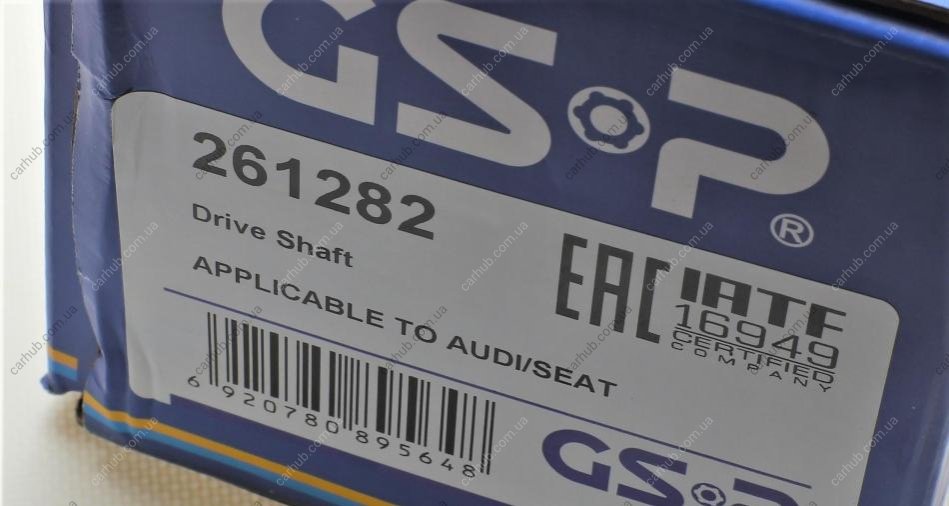 GSP®
261282
Drive Shaft
APPLICABLE TO AUDI/SEAT
EAC
IATF
16949
CERTIFIED
COMPANY
6 920780 895648
GSP
carhub.com.ua